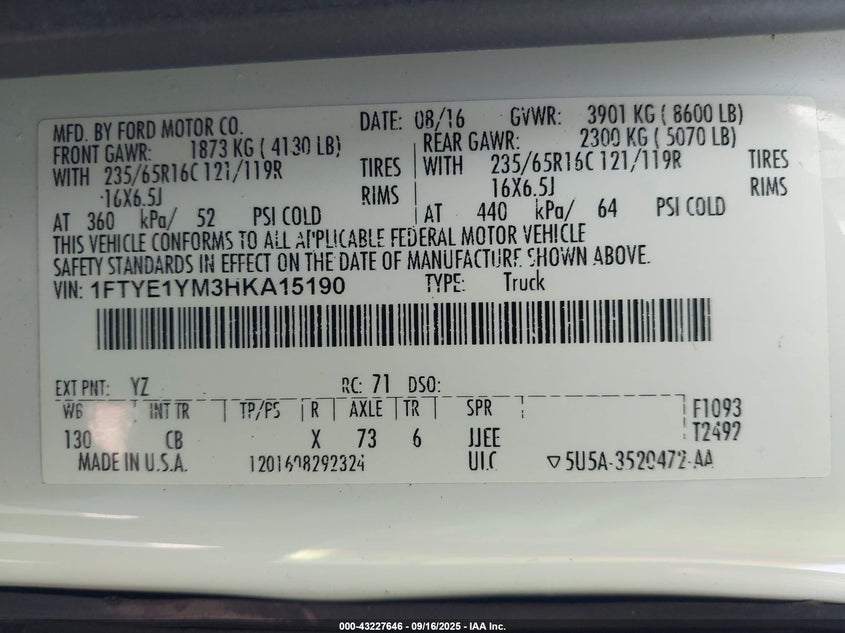 MFD. BY FORD MOTOR CO. DATE: 08/16 GVWR: 3901 KG ( 8600 LB)
FRONT GAWR: 1873 KG ( 4130 LB) REAR GAWR: 2300 KG ( 5070 LB)
WITH 235/65R16C 121/119R TIRES WITH 235/65R16C 121/119R TIRES
16X6.5J RIMS 16X6.5J RIMS
AT 360 kPa/ 52 PSI COLD AT 440 kPa/ 64 PSI COLD
THIS VEHICLE CONFORMS TO ALL APPLICABLE FEDERAL MOTOR VEHICLE
SAFETY STANDARDS IN EFFECT ON THE DATE OF MANUFACTURE SHOWN ABOVE.
VIN: 1FTYE1YM3HKA15190 TYPE: Truck
EXT PNT: YZ RC: 71 DSO:
WB INT TR TP/PS R AXLE TR SPR F1093
130 CB X 73 6 JJEE T2492
MADE IN U.S.A. 1201608292324 ULC ▽5U5A-3520472-AA
000-43227646 - 09/16/2025 - IAA Inc.